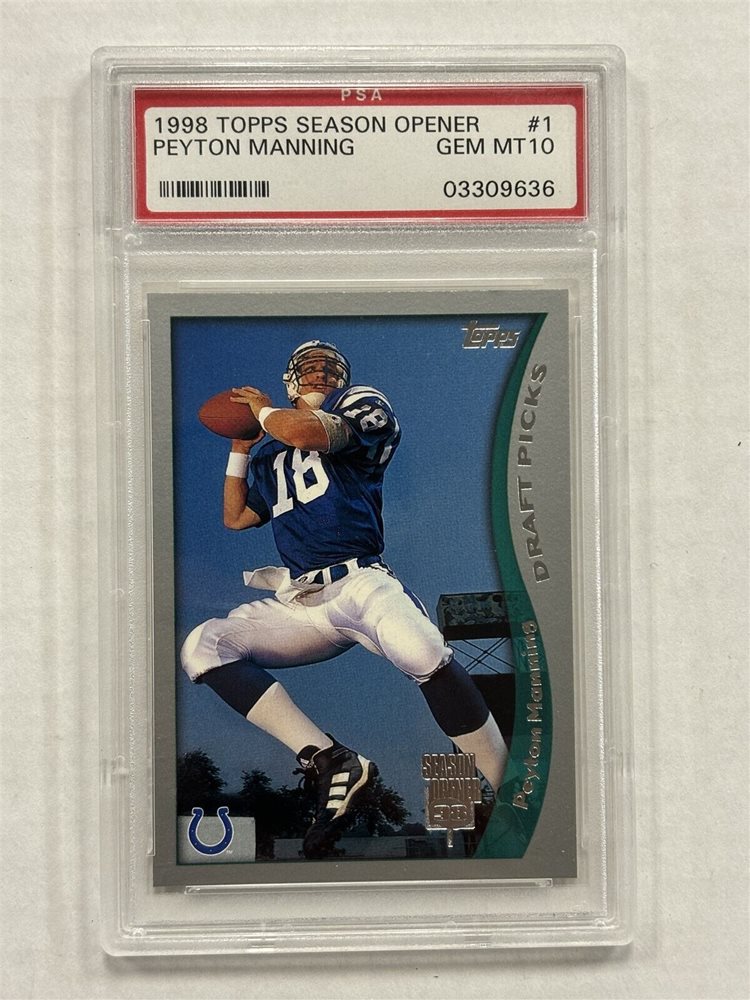 PSA
1998 TOPPS SEASON OPENER #1
PEYTON MANNING GEM MT10
03309636
Topps
DRAFT PICKS
Peyton Manning
18
18
SEASON
OPENER
98